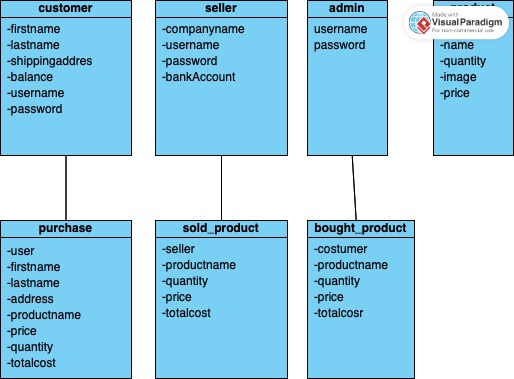 customer
-firstname
-lastname
-shippingaddres
-balance
-username
-password
seller
-companyname
-username
-password
-bankAccount
admin
username
password
Made with
Visual Paradigm
For non-commercial use
product
-name
-quantity
-image
-price
purchase
-user
-firstname
-lastname
-address
-productname
-price
-quantity
-totalcost
sold_product
-seller
-productname
-quantity
-price
-totalcost
bought_product
-costumer
-productname
-quantity
-price
-totalcosr